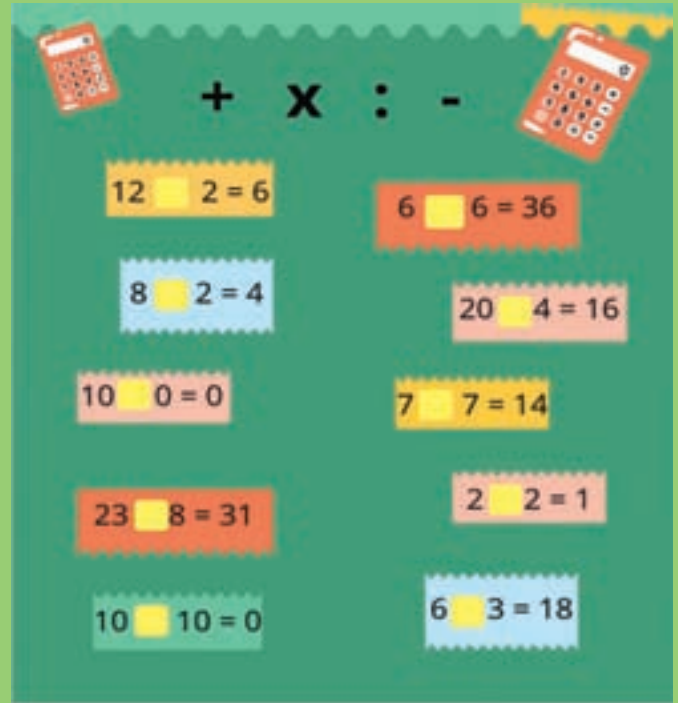 + x : -
12 2 = 6
6 6 = 36
8 2 = 4
20 4 = 16
10 0 = 0
7 7 = 14
23 8 = 31
2 2 = 1
10 10 = 0
6 3 = 18